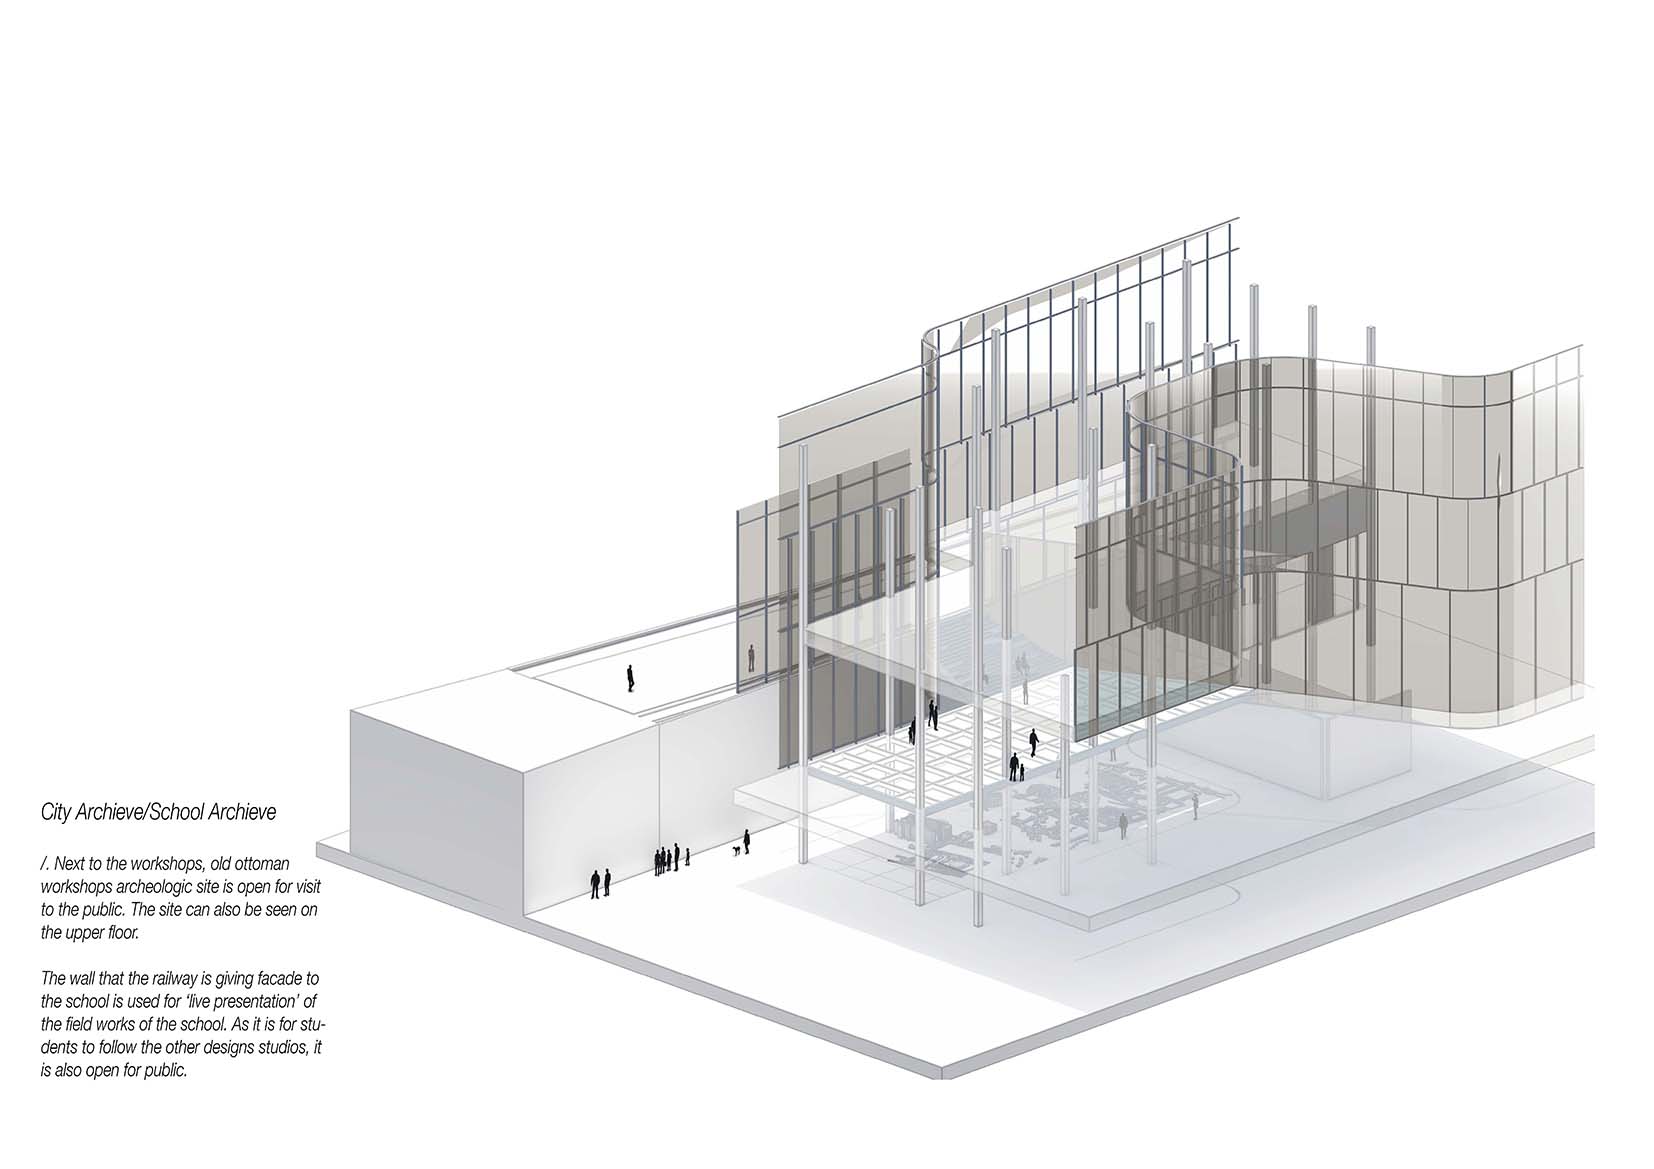 City Archieve/School Archieve
/. Next to the workshops, old ottoman
workshops archeologic site is open for visit
to the public. The site can also be seen on
the upper floor.
The wall that the railway is giving facade to
the school is used for ‘live presentation’ of
the field works of the school. As it is for stu-
dents to follow the other designs studios, it
is also open for public.